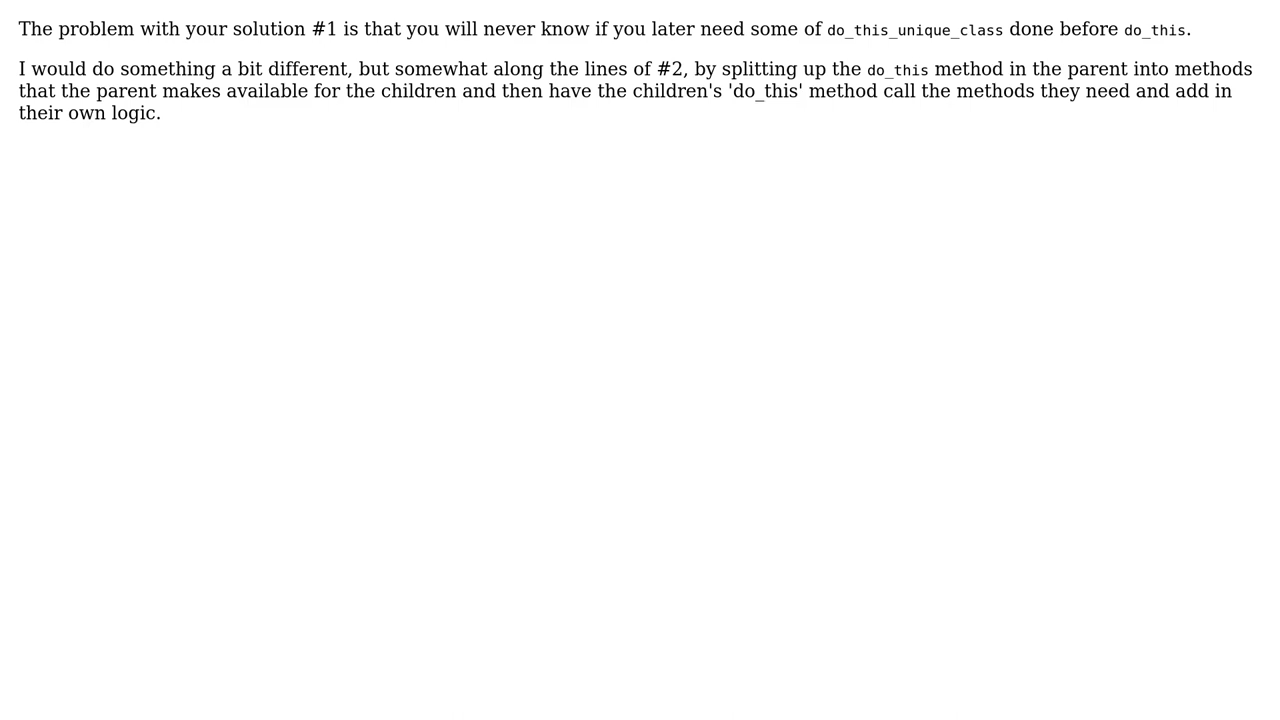 The problem with your solution #1 is that you will never know if you later need some of do_this_unique_class done before do_this.
I would do something a bit different, but somewhat along the lines of #2, by splitting up the do_this method in the parent into methods
that the parent makes available for the children and then have the children's 'do_this' method call the methods they need and add in
their own logic.